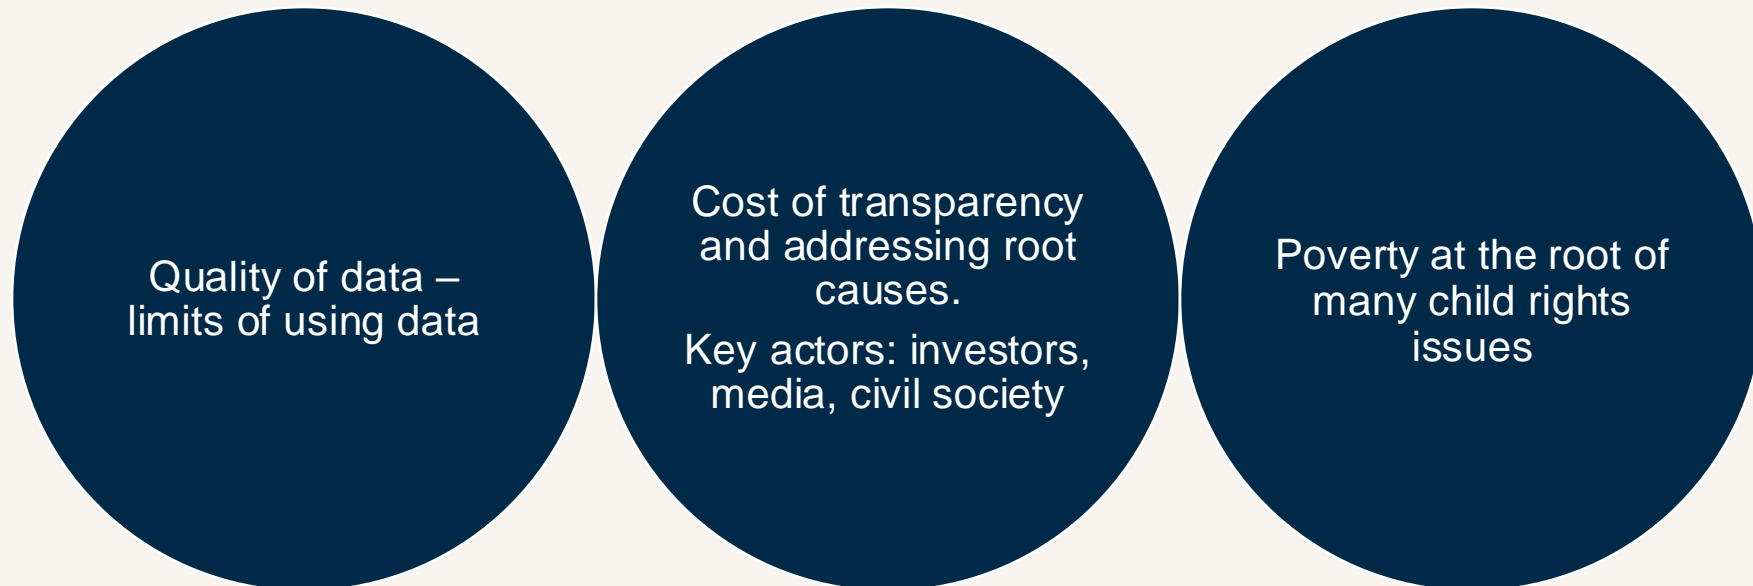 Quality of data –
limits of using data
Cost of transparency
and addressing root
causes.
Key actors: investors,
media, civil society
Poverty at the root of
many child rights
issues